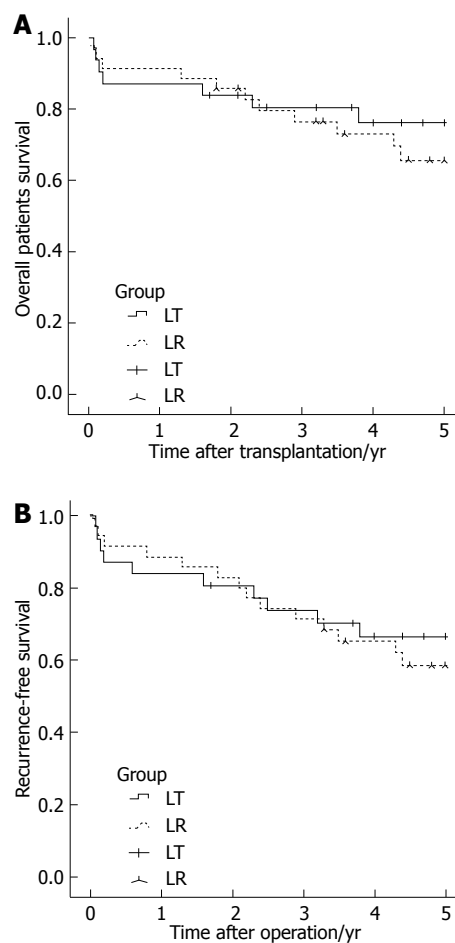 A
1.0
0.8
0.6
0.4
0.2
0.0
Overall patients survival
Group
LT
LR
LT
LR
0 1 2 3 4 5
Time after transplantation/yr
B
1.0
0.8
0.6
0.4
0.2
0.0
Recurrence-free survival
Group
LT
LR
LT
LR
0 1 2 3 4 5
Time after operation/yr